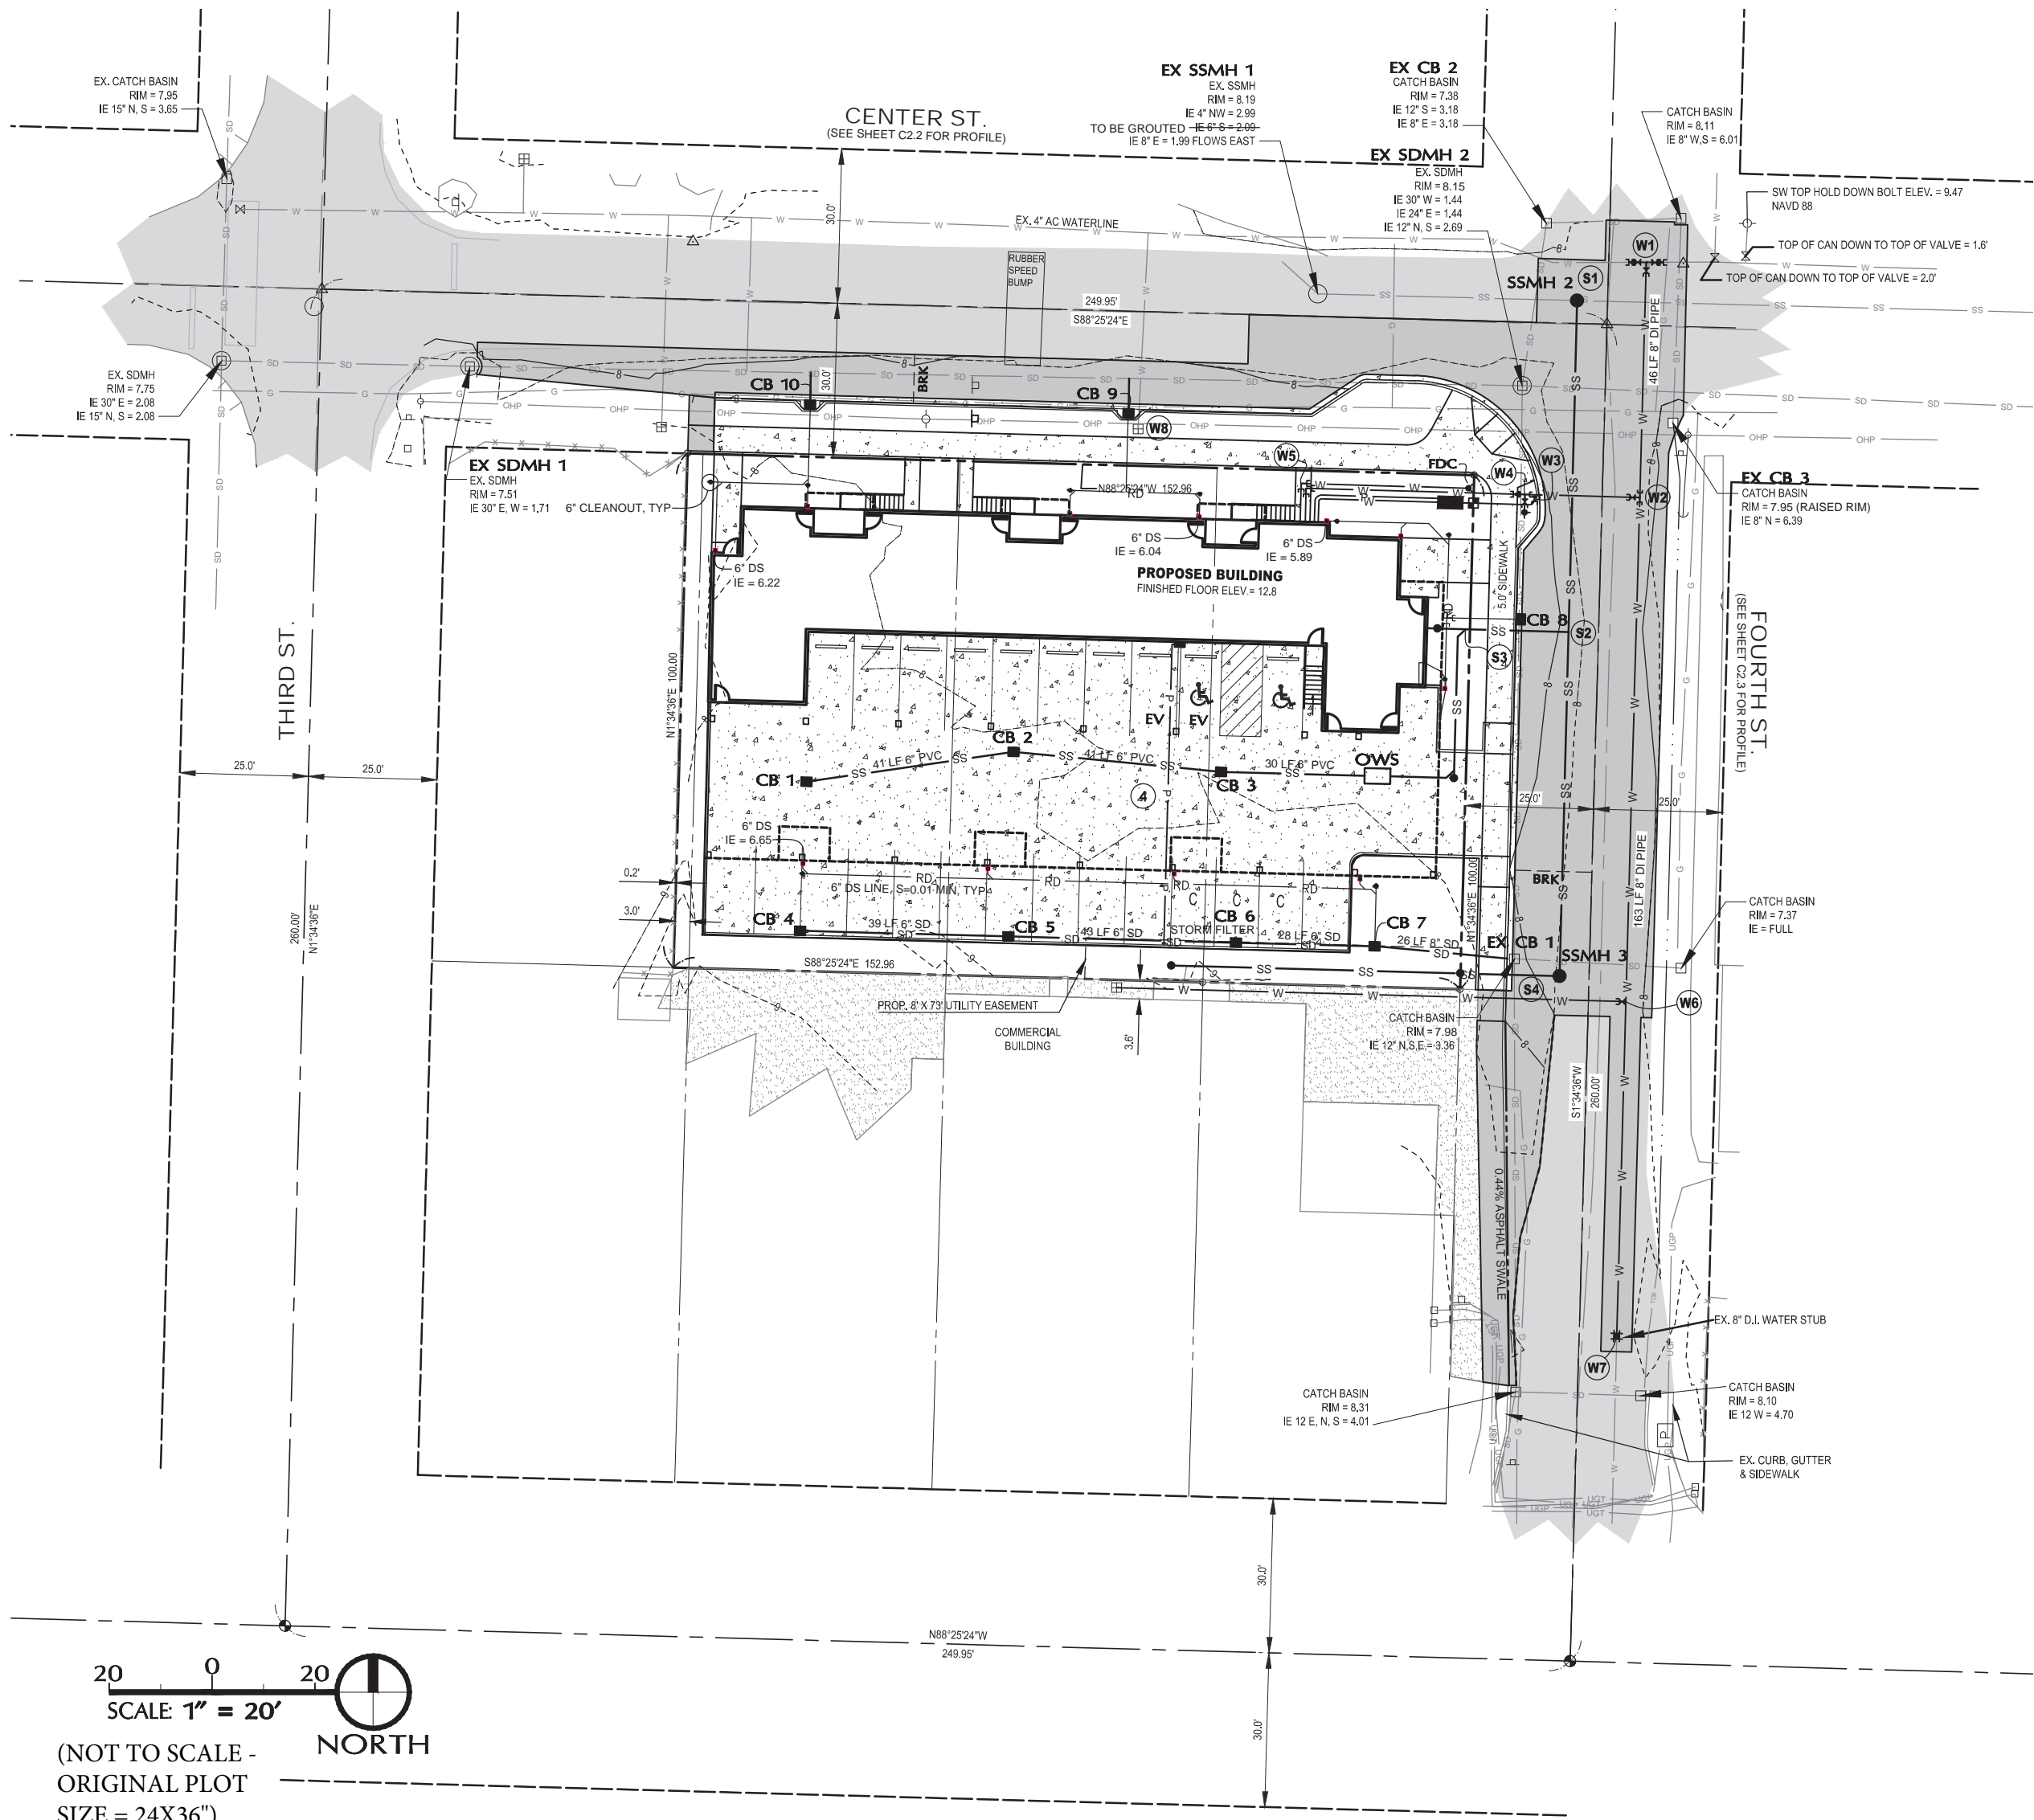 EX. CATCH BASIN
RIM = 7.95
IE 15" N, S = 3.65
CENTER ST.
(SEE SHEET C2.2 FOR PROFILE)
EX SSMH 1
EX. SSMH
RIM = 8.19
IE 4" NW = 2.99
TO BE GROUTED IE 6" S = 2.09
IE 8" E = 1.99 FLOWS EAST
EX CB 2
CATCH BASIN
RIM = 7.38
IE 12" S = 3.18
IE 8" E = 3.18
EX SDMH 2
EX. SDMH
RIM = 8.15
IE 30" W = 1.44
IE 24" E = 1.44
IE 12" N, S = 2.69
CATCH BASIN
RIM = 8.11
IE 8" W,S = 6.01
SW TOP HOLD DOWN BOLT ELEV. = 9.47
NAVD 88
TOP OF CAN DOWN TO TOP OF VALVE = 1.6'
TOP OF CAN DOWN TO TOP OF VALVE = 2.0'
EX. 4" AC WATERLINE
RUBBER
SPEED
BUMP
30.0'
30.0'
249.95'
S88°25'24"E
SSMH 2
S1
W1
46 LF 8" DI PIPE
EX. SDMH
RIM = 7.75
IE 30" E = 2.08
IE 15" N, S = 2.08
CB 10
BRK
CB 9
W8
EX SDMH 1
EX. SDMH
RIM = 7.51
IE 30" E, W = 1.71
6" CLEANOUT, TYP
W5
FDC
W4
W3
W2
N88°25'24"W 152.96
RD
EX CB 3
CATCH BASIN
RIM = 7.95 (RAISED RIM)
IE 8" N = 6.39
6" DS
IE = 6.22
6" DS
IE = 6.04
6" DS
IE = 5.89
PROPOSED BUILDING
FINISHED FLOOR ELEV.= 12.8
5.0' SIDEWALK
CB 8
S2
S3
THIRD ST.
FOURTH ST.
(SEE SHEET C2.3 FOR PROFILE)
N1°34'36"E 100.00
25.0'
25.0'
260.00'
N1°34'36"E
EV
EV
CB 1
41 LF 6" PVC
CB 2
41 LF 6" PVC
CB 3
30 LF 6" PVC
OWS
4
25.0'
25.0'
6" DS
IE = 6.65
6" DS LINE, S=0.01 MIN, TYP
RD
RD
RD
RD
C
C
C
BRK
163 LF 8" DI PIPE
N1°34'36"E 100.00
0.2'
3.0'
CB 4
39 LF 6" SD
CB 5
43 LF 6" SD
STORM FILTER
CB 6
28 LF 6" SD
CB 7
26 LF 8" SD
EX CB 1
SSMH 3
S4
W6
CATCH BASIN
RIM = 7.37
IE = FULL
S88°25'24"E 152.96
PROP. 8' X 73' UTILITY EASEMENT
COMMERCIAL
BUILDING
3.6'
CATCH BASIN
RIM = 7.98
IE 12" N,S,E,= 3.36
S1°34'36"W
260.00'
0.44% ASPHALT SWALE
EX. 8" D.I. WATER STUB
W7
CATCH BASIN
RIM = 8.31
IE 12 E, N, S = 4.01
CATCH BASIN
RIM = 8.10
IE 12 W = 4.70
EX. CURB, GUTTER
& SIDEWALK
P
UGP
UGT
30.0'
30.0'
N88°25'24"W
249.95'
20 0 20
SCALE: 1" = 20'
NORTH
(NOT TO SCALE -
ORIGINAL PLOT
SIZE = 24X36")